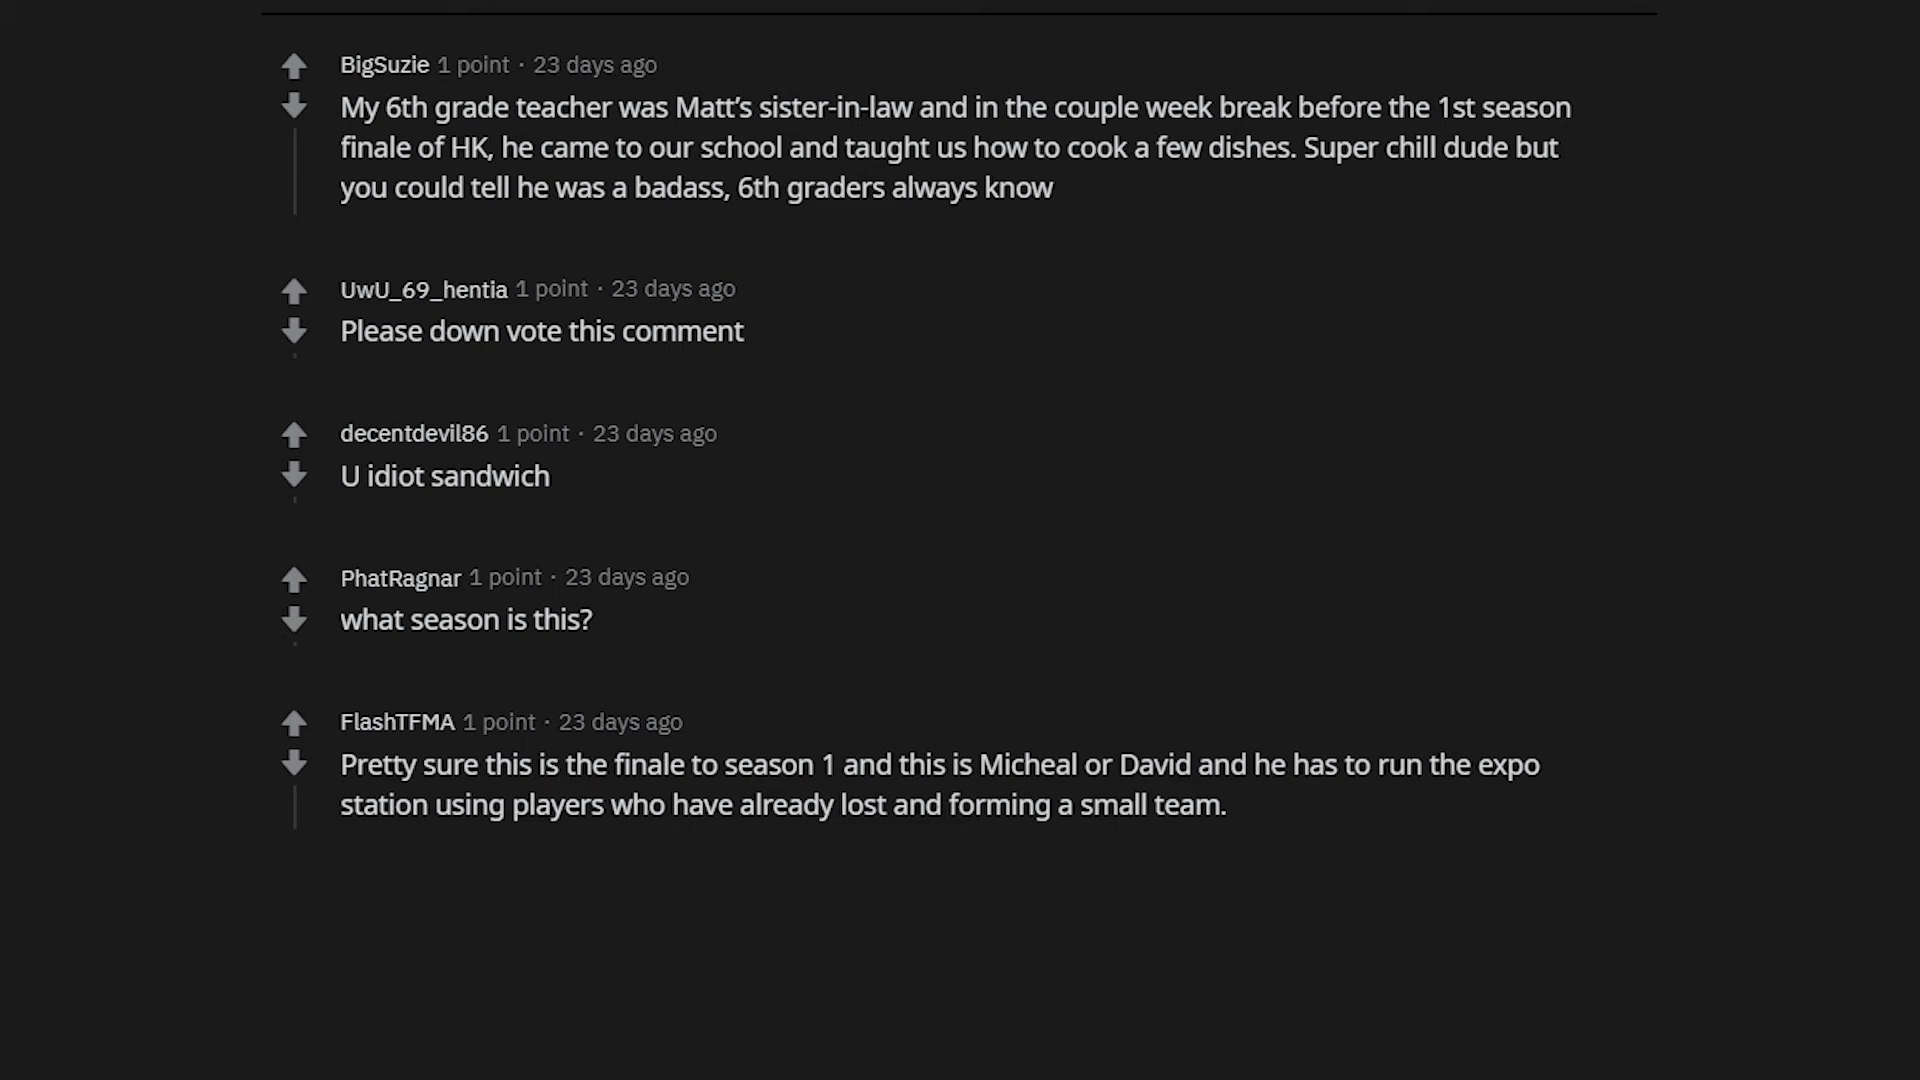 BigSuzie 1 point · 23 days ago
My 6th grade teacher was Matt’s sister-in-law and in the couple week break before the 1st season
finale of HK, he came to our school and taught us how to cook a few dishes. Super chill dude but
you could tell he was a badass, 6th graders always know
UwU_69_hentia 1 point · 23 days ago
Please down vote this comment
decentdevil86 1 point · 23 days ago
U idiot sandwich
PhatRagnar 1 point · 23 days ago
what season is this?
FlashTFMA 1 point · 23 days ago
Pretty sure this is the finale to season 1 and this is Micheal or David and he has to run the expo
station using players who have already lost and forming a small team.